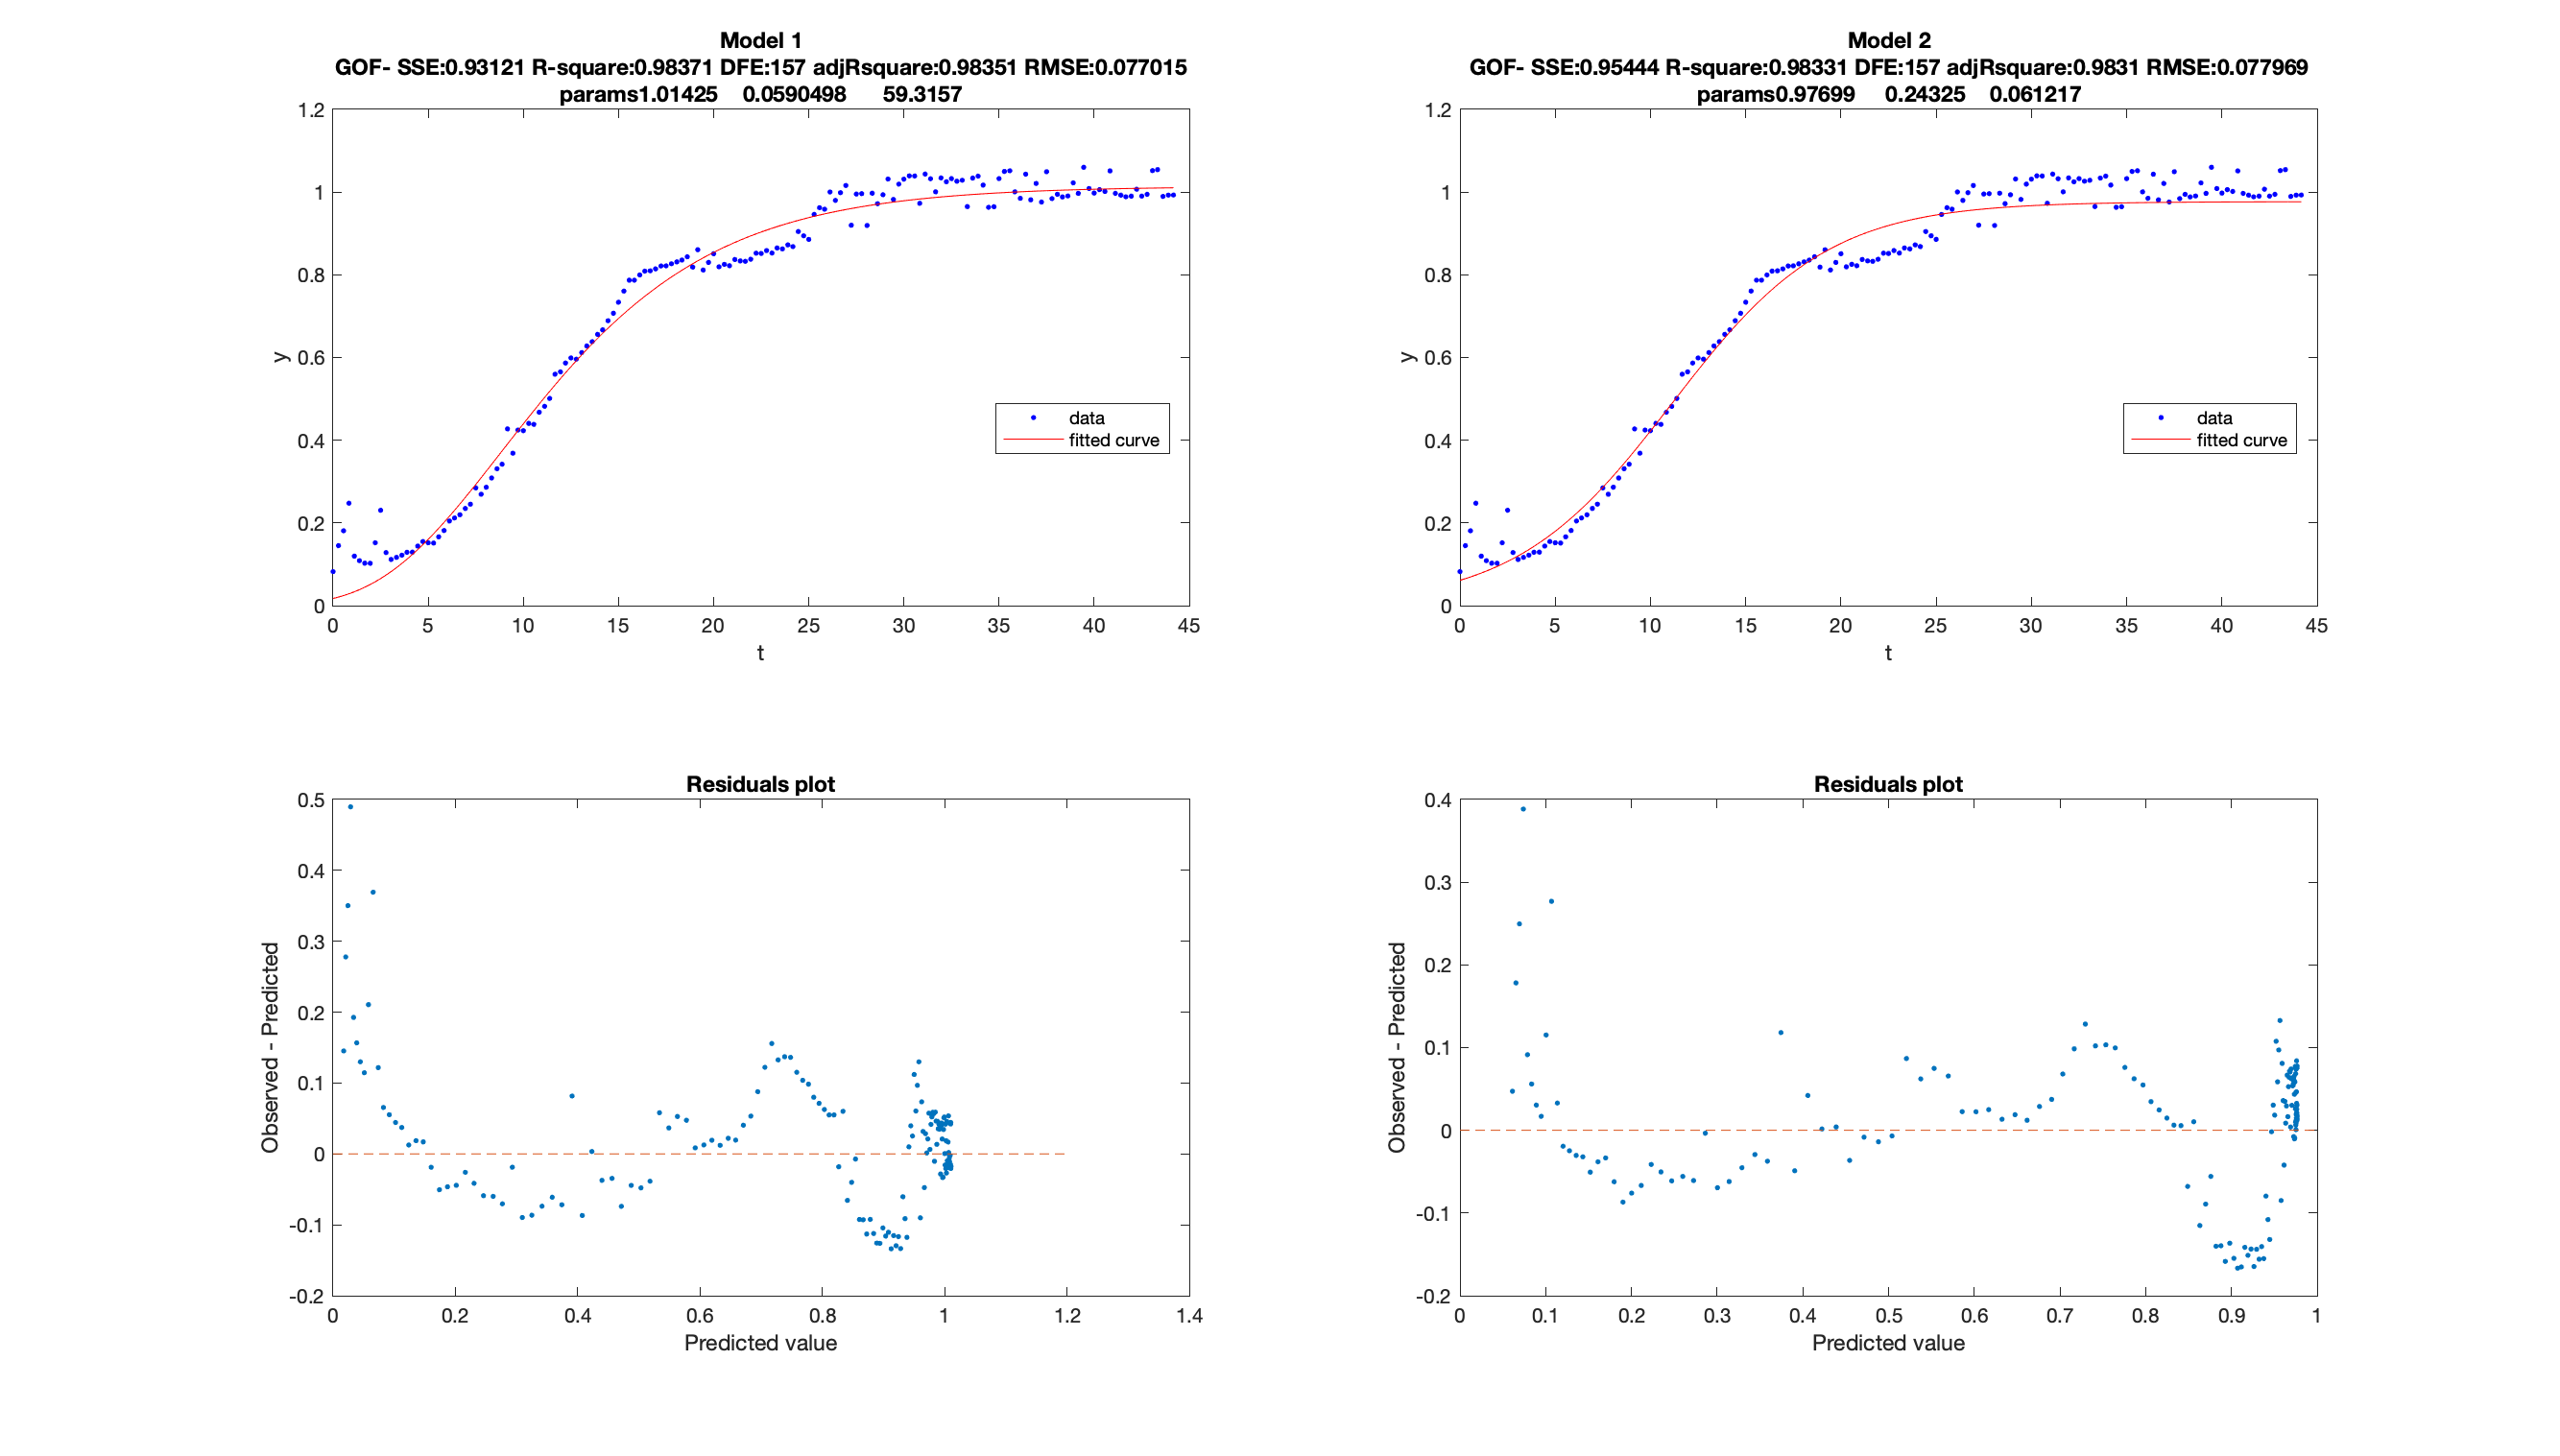 Model 1
GOF- SSE:0.93121 R-square:0.98371 DFE:157 adjRsquare:0.98351 RMSE:0.077015
params1.01425 0.0590498 59.3157
1.2
1
0.8
0.6
0.4
0.2
0
y
0 5 10 15 20 25 30 35 40 45
t
data
fitted curve
Model 2
GOF- SSE:0.95444 R-square:0.98331 DFE:157 adjRsquare:0.9831 RMSE:0.077969
params0.97699 0.24325 0.061217
1.2
1
0.8
0.6
0.4
0.2
0
y
0 5 10 15 20 25 30 35 40 45
t
data
fitted curve
Residuals plot
0.5
0.4
0.3
0.2
0.1
0
-0.1
-0.2
Observed - Predicted
0 0.2 0.4 0.6 0.8 1 1.2 1.4
Predicted value
Residuals plot
0.4
0.3
0.2
0.1
0
-0.1
-0.2
Observed - Predicted
0 0.1 0.2 0.3 0.4 0.5 0.6 0.7 0.8 0.9 1
Predicted value